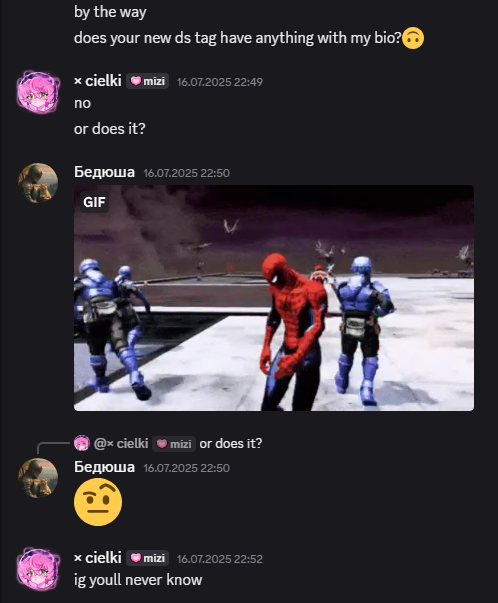 by the way
does your new ds tag have anything with my bio?🙃
× cielki mizi 16.07.2025 22:49
no
or does it?
Бедюша 16.07.2025 22:50
GIF
@× cielki mizi or does it?
Бедюша 16.07.2025 22:50
🤨
× cielki mizi 16.07.2025 22:52
ig youll never know